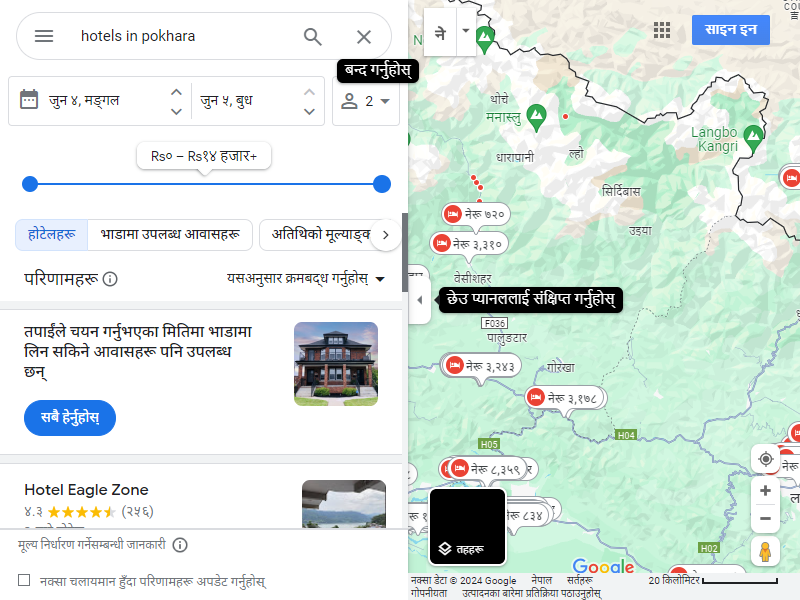 hotels in pokhara
बन्द गर्नुहोस्
जुन ४, मङ्गल
जुन ५, बुध
2
Rs० – Rs१४ हजार+
होटेलहरू
भाडामा उपलब्ध आवासहरू
अतिथिको मूल्याङ्क
परिणामहरू
यसअनुसार क्रमबद्ध गर्नुहोस्
तपाईंले चयन गर्नुभएका मितिमा भाडामा
लिन सकिने आवासहरू पनि उपलब्ध
छन्
सबै हेर्नुहोस्
Hotel Eagle Zone
४.३ (२५६)
मूल्य निर्धारण गर्नेसम्बन्धी जानकारी
नक्सा चलायमान हुँदा परिणामहरू अपडेट गर्नुहोस्
ने
साइन इन
थोचे
मनास्लु
Langbo
Kangri
धारापानी
ल्हो
सिर्दिबास
नेरू ७२०
उइया
नेरू ३,३१०
वेसीशहर
छेउ प्यानललाई संक्षिप्त गर्नुहोस्
F036
पालुङटार
नेरू ३,२४३
गोरखा
नेरू ३,१७८
H05
H04
नेरू ८,३५९
नेरू ८३४
तहहरू
H02
Google
नक्सा डेटा © 2024 Google
नेपाल
सर्तहरू
20 किलोमिटर
गोपनीयता
उत्पादनका बारेमा प्रतिक्रिया पठाउनुहोस्